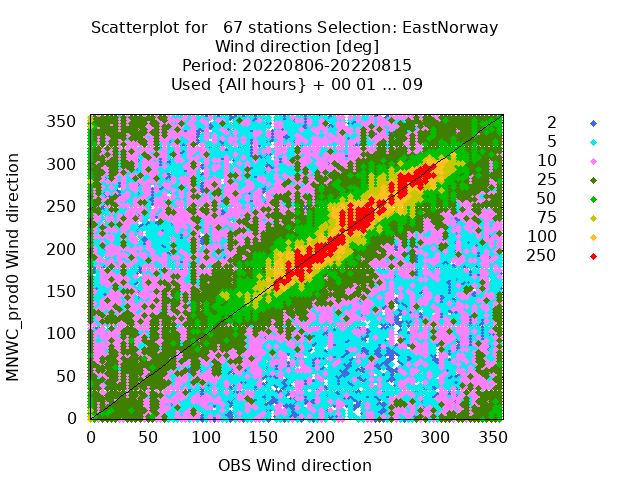 Scatterplot for 67 stations Selection: EastNorway
Wind direction [deg]
Period: 20220806-20220815
Used {All hours} + 00 01 ... 09
MNWC_prod0 Wind direction
350
300
250
200
150
100
50
0
0 50 100 150 200 250 300 350
OBS Wind direction
2
5
10
25
50
75
100
250